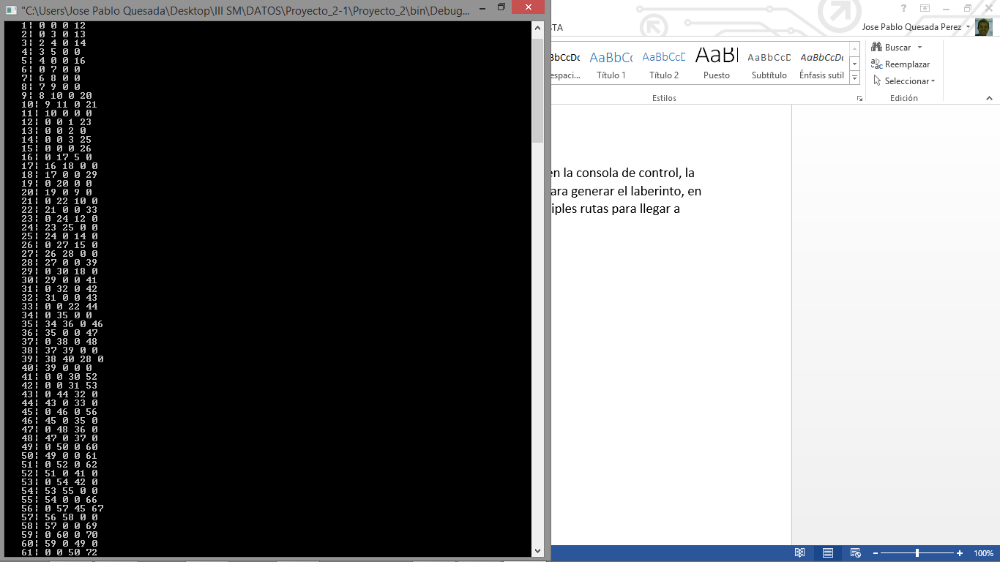 "C:\Users\Jose Pablo Quesada\Desktop\III SM\DATOS\Proyecto_2-1\Proyecto_2\bin\Debug...
1¦ 0 0 0 12
2¦ 0 3 0 13
3¦ 2 4 0 14
4¦ 3 5 0 0
5¦ 4 0 0 16
6¦ 0 7 0 0
7¦ 6 8 0 0
8¦ 7 9 0 0
9¦ 8 10 0 20
10¦ 9 11 0 21
11¦ 10 0 0 0
12¦ 0 0 1 23
13¦ 0 0 2 0
14¦ 0 0 3 25
15¦ 0 0 0 26
16¦ 0 17 5 0
17¦ 16 18 0 0
18¦ 17 0 0 29
19¦ 0 20 0 0
20¦ 19 0 9 0
21¦ 0 22 10 0
22¦ 21 0 0 33
23¦ 0 24 12 0
24¦ 23 25 0 0
25¦ 24 0 14 0
26¦ 0 27 15 0
27¦ 26 28 0 0
28¦ 27 0 0 39
29¦ 0 30 18 0
30¦ 29 0 0 41
31¦ 0 32 0 42
32¦ 31 0 0 43
33¦ 0 0 22 44
34¦ 0 35 0 0
35¦ 34 36 0 46
36¦ 35 0 0 47
37¦ 0 38 0 48
38¦ 37 39 0 0
39¦ 38 40 28 0
40¦ 39 0 0 0
41¦ 0 0 30 52
42¦ 0 0 31 53
43¦ 0 44 32 0
44¦ 43 0 33 0
45¦ 0 46 0 56
46¦ 45 0 35 0
47¦ 0 48 36 0
48¦ 47 0 37 0
49¦ 0 50 0 60
50¦ 49 0 0 61
51¦ 0 52 0 62
52¦ 51 0 41 0
53¦ 0 54 42 0
54¦ 53 55 0 0
55¦ 54 0 0 66
56¦ 0 57 45 67
57¦ 56 58 0 0
58¦ 57 0 0 69
59¦ 0 60 0 70
60¦ 59 0 49 0
61¦ 0 0 50 72
STA
Jose Pablo Quesada Perez
BbCcDc AaBbCc AaBbCcD AaBl AaBbCcD AaBbCcDc
espaci... Título 1 Título 2 Puesto Subtítulo Énfasis sutil
Estilos
Buscar
Reemplazar
Seleccionar
Edición
en la consola de control, la
ara generar el laberinto, en
iples rutas para llegar a
100%